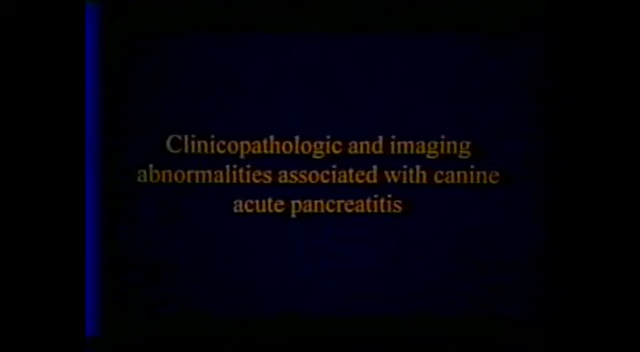 Clinicopathologic and imaging
abnormalities associated with canine
acute pancreatitis